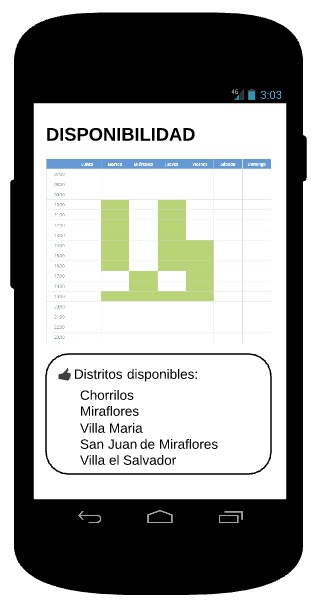 4G 3:03
DISPONIBILIDAD
Lunes Martes Miércoles Jueves Viernes Sábado Domingo
Distritos disponibles:
Chorrilos
Miraflores
Villa Maria
San Juan de Miraflores
Villa el Salvador